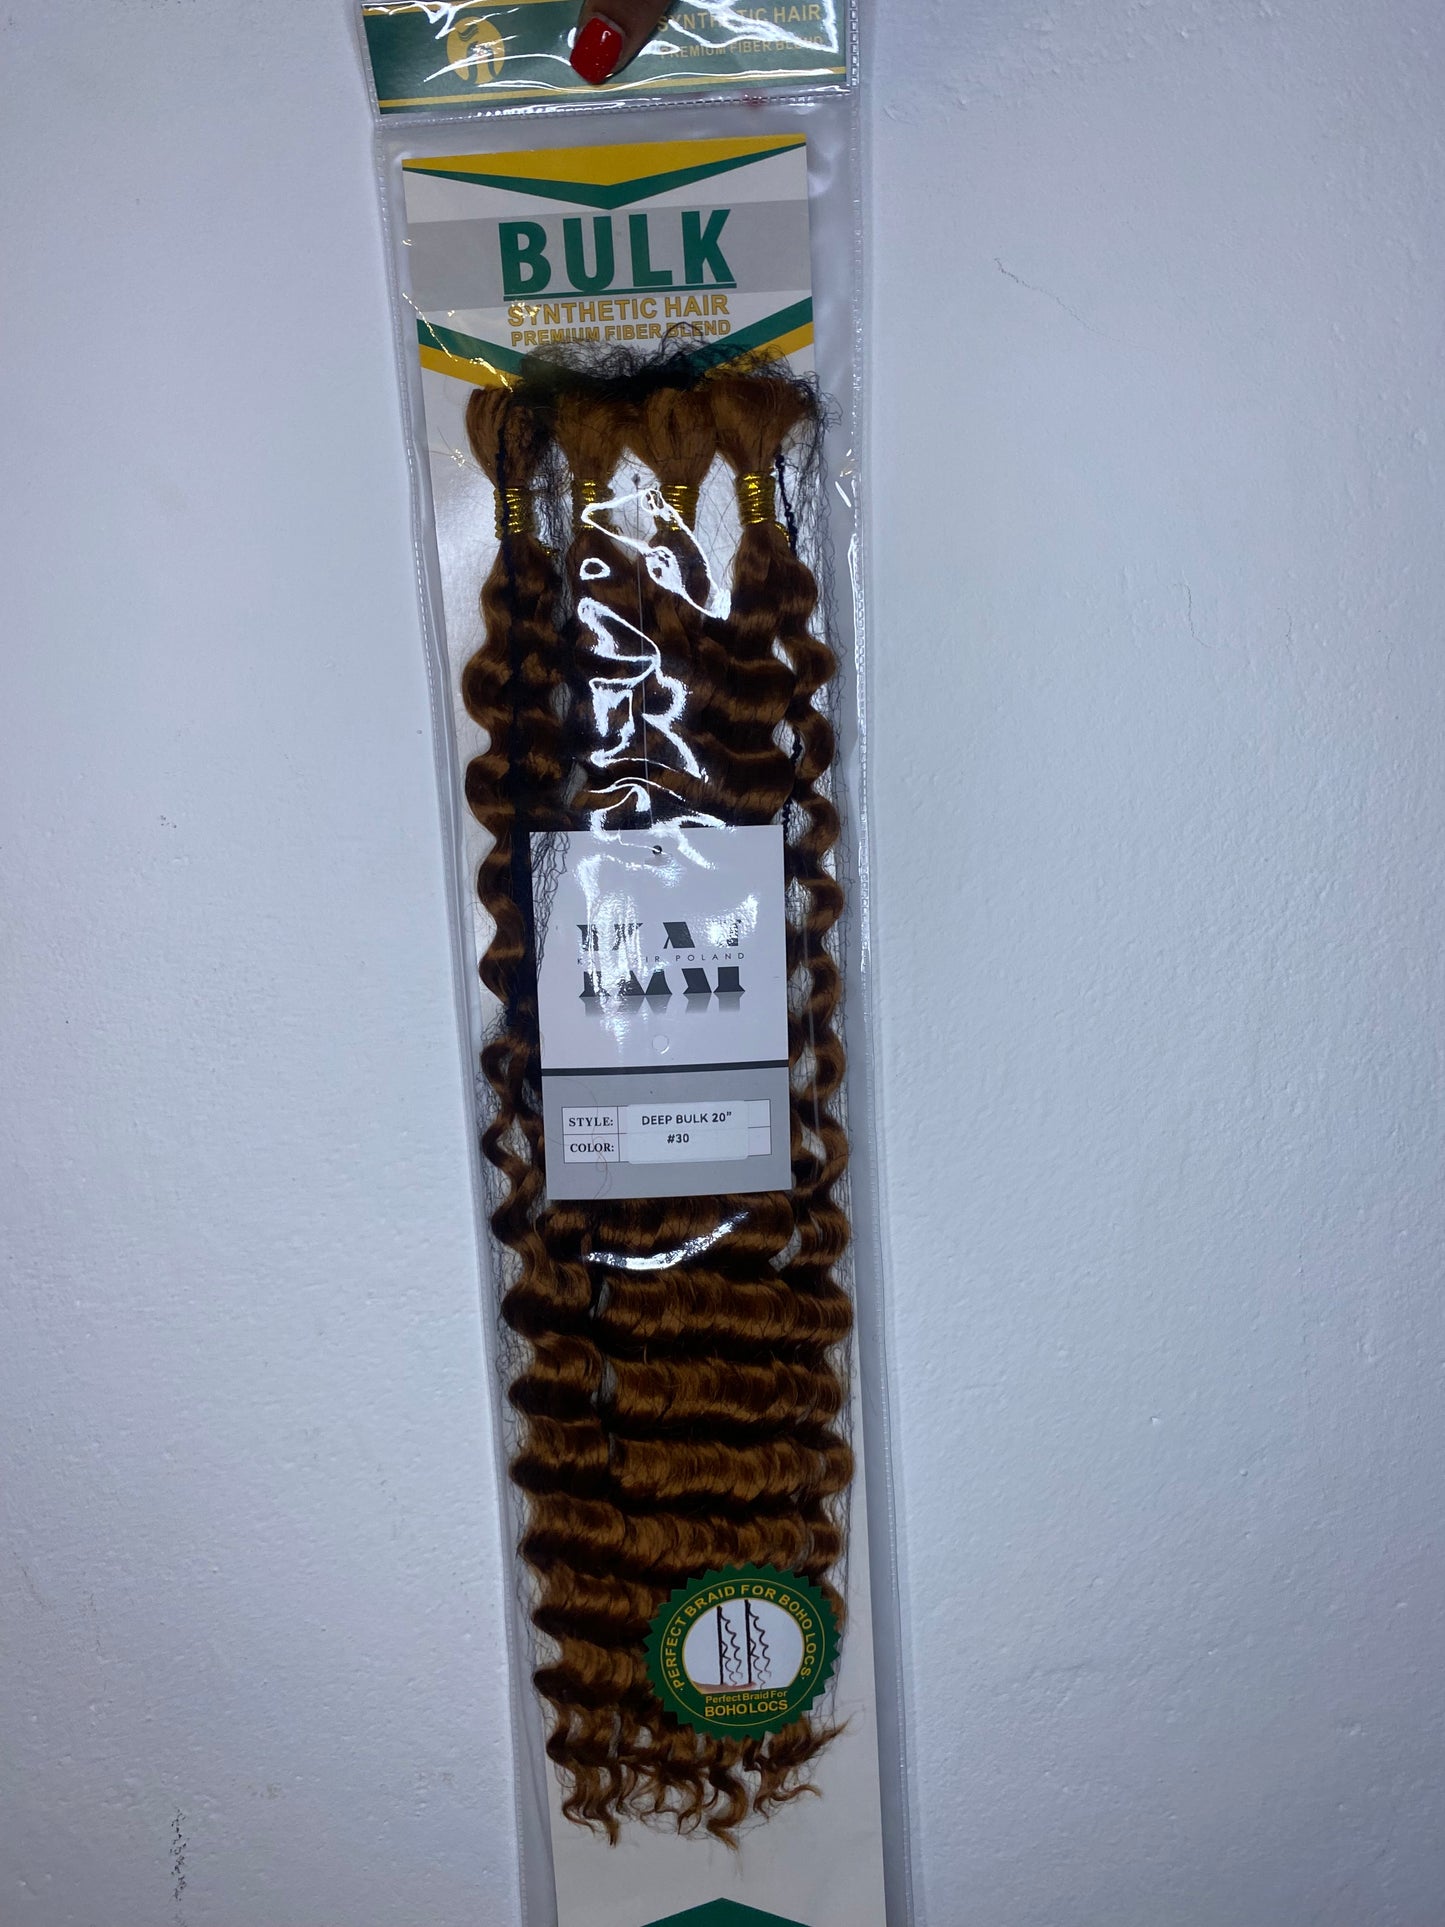 SYNTHETIC HAIR
PREMIUM FIBER BLEND
BULK
SYNTHETIC HAIR
PREMIUM FIBER BLEND
POLAND
STYLE: DEEP BULK 20"
COLOR: #30
PERFECT BRAID FOR BOHO LOCS
Perfect Braid For
BOHO LOCS